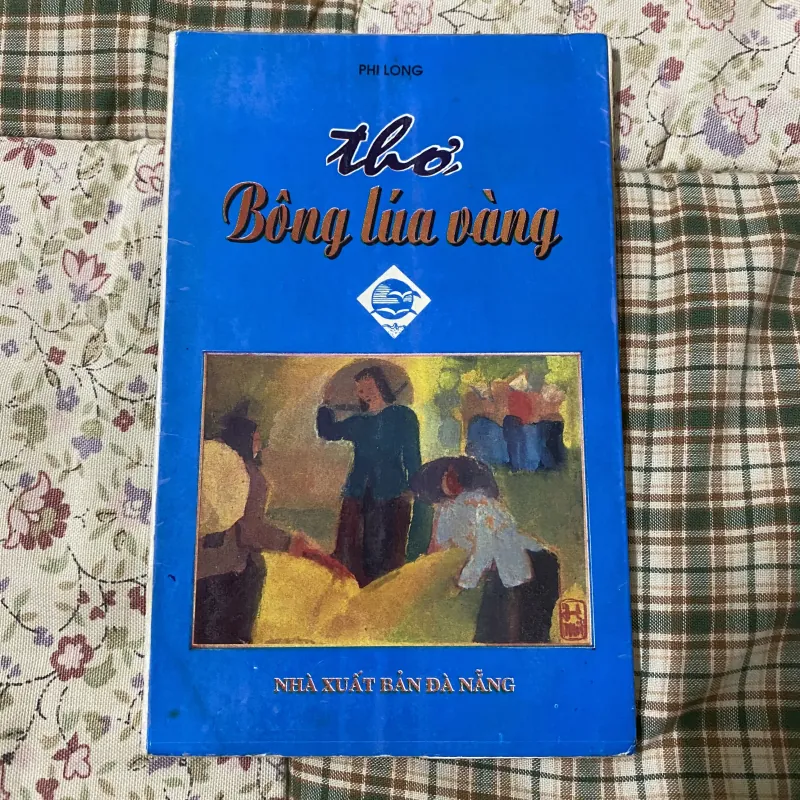 PHI LONG
thơ
Bông lúa vàng
NHÀ XUẤT BẢN ĐÀ NẴNG